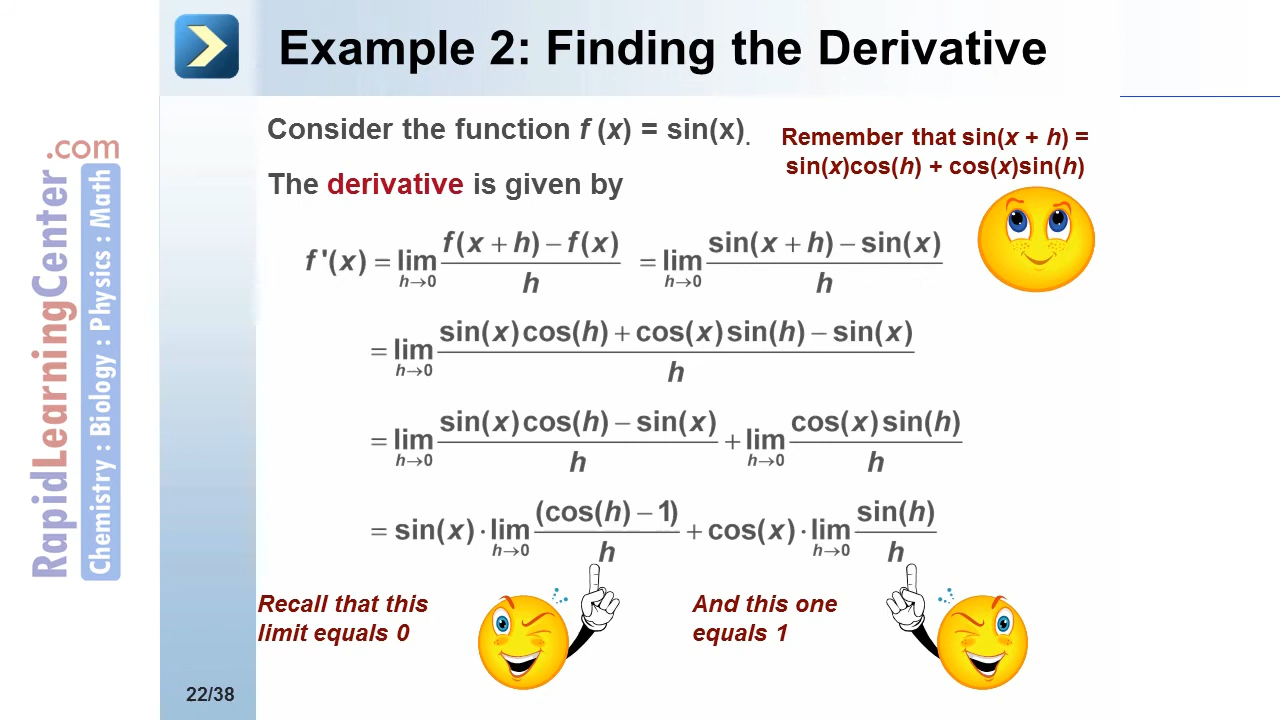 Example 2: Finding the Derivative
Consider the function f (x) = sin(x).
Remember that sin(x + h) =
sin(x)cos(h) + cos(x)sin(h)
The derivative is given by
f '(x) = lim h→0 f(x + h) − f(x) / h = lim h→0 sin(x + h) − sin(x) / h
= lim h→0 sin(x)cos(h) + cos(x)sin(h) − sin(x) / h
= lim h→0 sin(x)cos(h) − sin(x) / h + lim h→0 cos(x)sin(h) / h
= sin(x) · lim h→0 (cos(h) − 1) / h + cos(x) · lim h→0 sin(h) / h
Recall that this
limit equals 0
And this one
equals 1
RapidLearningCenter.com
Chemistry : Biology : Physics : Math
22/38